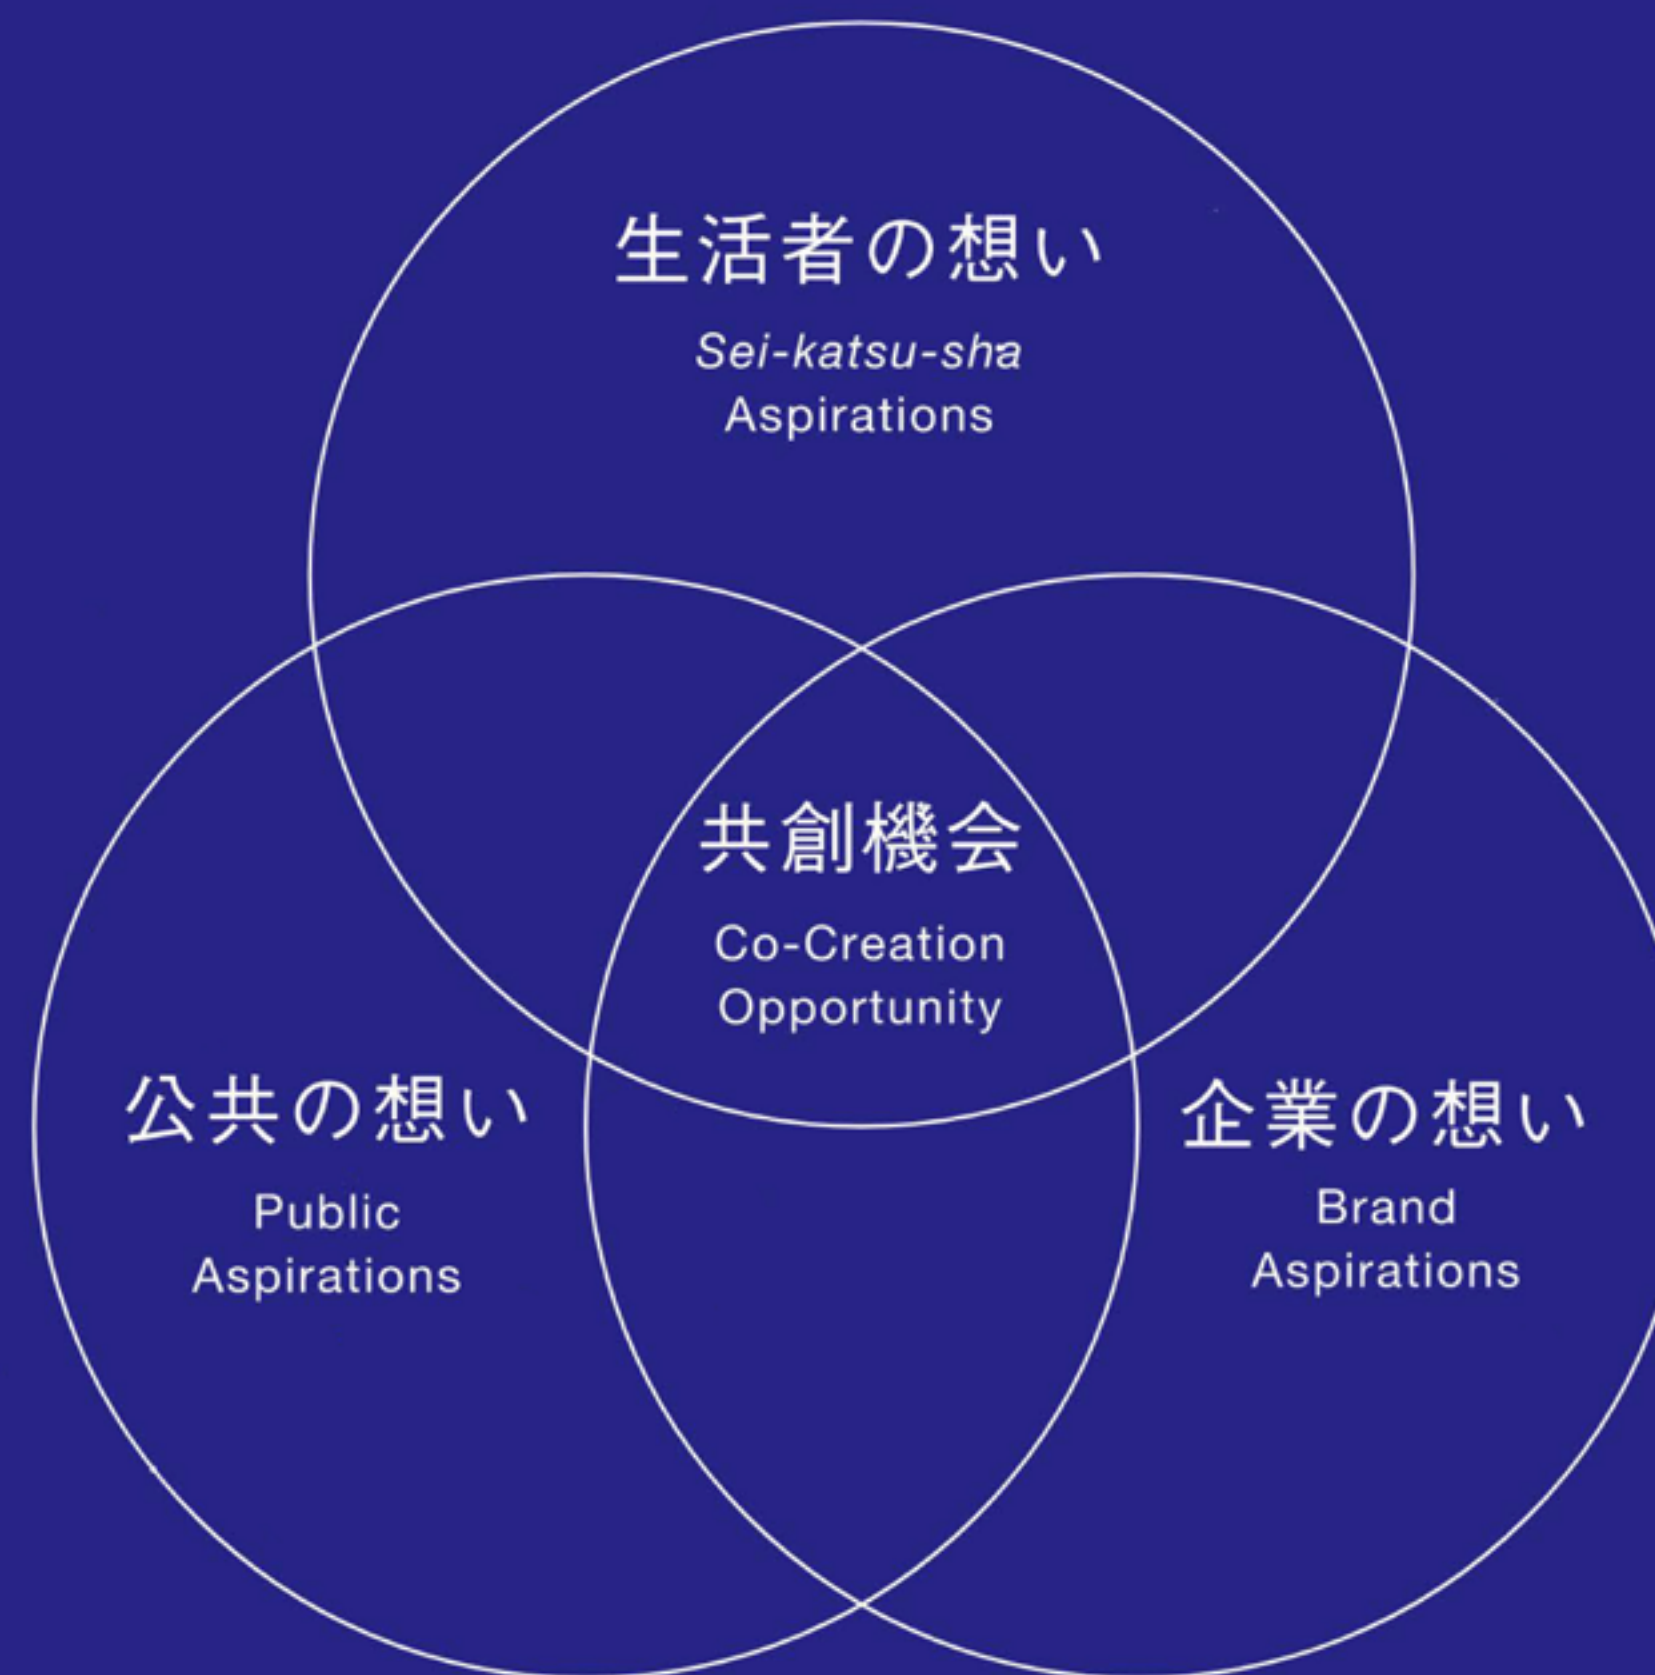 生活者の想い
Sei-katsu-sha
Aspirations
共創機会
Co-Creation
Opportunity
公共の想い
Public
Aspirations
企業の想い
Brand
Aspirations